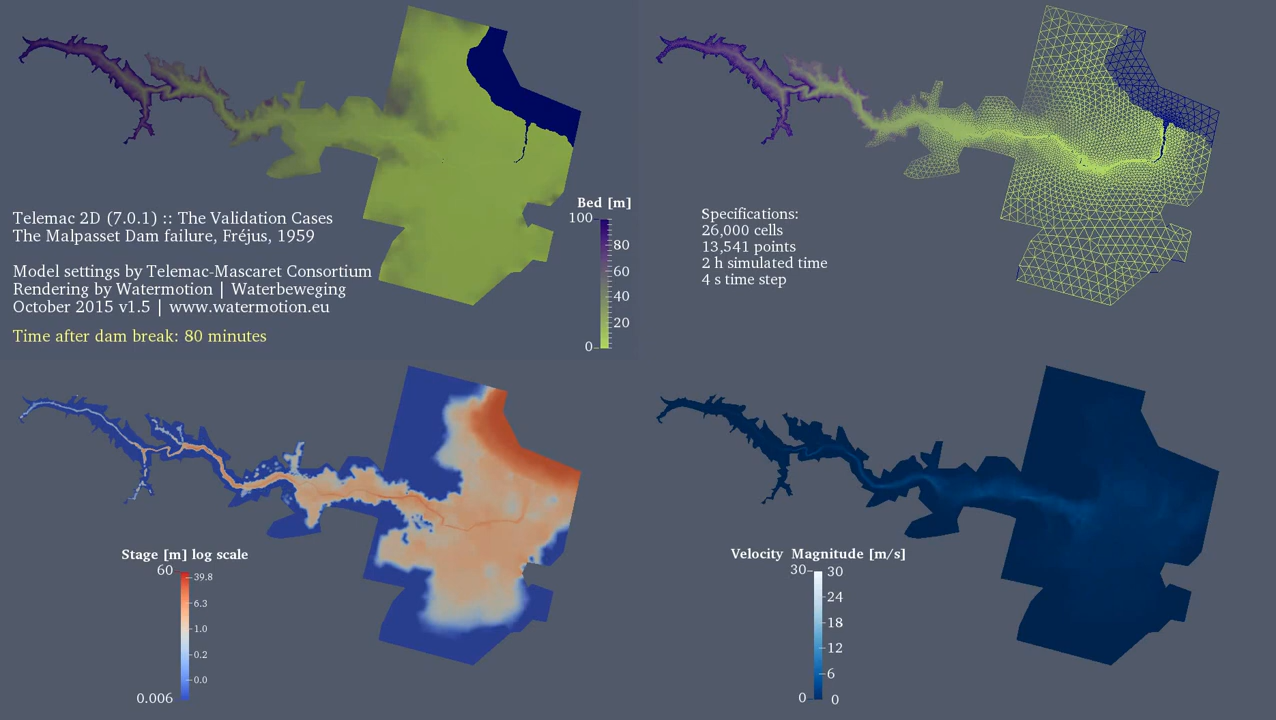 Telemac 2D (7.0.1) :: The Validation Cases
The Malpasset Dam failure, Fréjus, 1959
Model settings by Telemac-Mascaret Consortium
Rendering by Watermotion | Waterbeweging
October 2015 v1.5 | www.watermotion.eu
Time after dam break: 80 minutes
Bed [m]
100
80
60
40
20
0
Specifications:
26,000 cells
13,541 points
2 h simulated time
4 s time step
Stage [m] log scale
60
39.8
6.3
1.0
0.2
0.0
0.006
Velocity Magnitude [m/s]
30 30
24
18
12
6
0 0